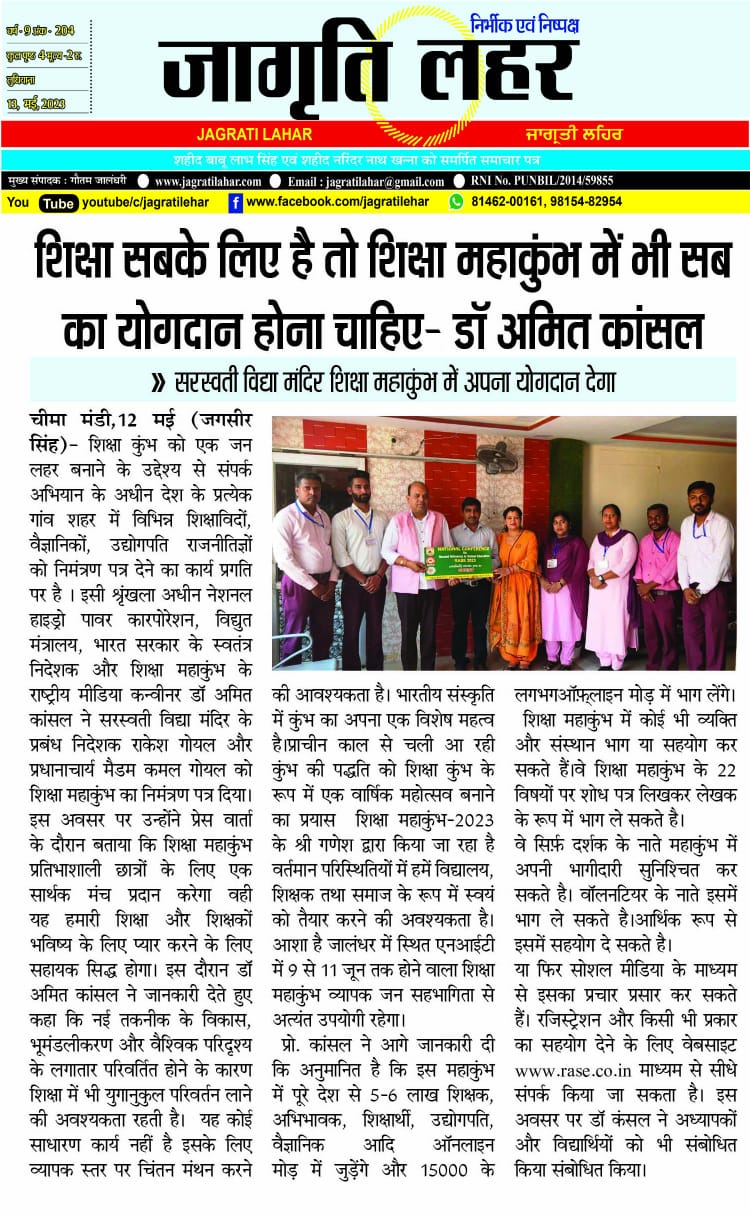 वर्ष - 9 अंक - 204
कुल पृष्ठ 4 मूल्य -2 रु.
लुधियाना
13, मई, 2023
निर्भीक एवं निष्पक्ष
जागृति लहर
JAGRATI LAHAR
ਜਾਗ੍ਰਤੀ ਲਹਿਰ
शहीद बाबू लाभ सिंह एवं शहीद नरिंदर नाथ खन्ना को समर्पित समाचार पत्र
मुख्य संपादक : गौतम जालंधरी www.jagratilahar.com Email : jagratilahar@gmail.com RNI No. PUNBIL/2014/59855
You Tube youtube/c/jagratilehar f www.facebook.com/jagratilehar 81462-00161, 98154-82954
शिक्षा सबके लिए है तो शिक्षा महाकुंभ में भी सब
का योगदान होना चाहिए- डॉ अमित कांसल
» सरस्वती विद्या मंदिर शिक्षा महाकुंभ में अपना योगदान देगा
चीमा मंडी,12 मई (जगसीर
सिंह)- शिक्षा कुंभ को एक जन
लहर बनाने के उद्देश्य से संपर्क
अभियान के अधीन देश के प्रत्येक
गांव शहर में विभिन्न शिक्षाविदों,
वैज्ञानिकों, उद्योगपति राजनीतिज्ञों
को निमंत्रण पत्र देने का कार्य प्रगति
पर है । इसी श्रृंखला अधीन नेशनल
हाइड्रो पावर कारपोरेशन, विद्युत
मंत्रालय, भारत सरकार के स्वतंत्र
निदेशक और शिक्षा महाकुंभ के
राष्ट्रीय मीडिया कन्वीनर डॉ अमित
कांसल ने सरस्वती विद्या मंदिर के
प्रबंध निदेशक राकेश गोयल और
प्रधानाचार्य मैडम कमल गोयल को
शिक्षा महाकुंभ का निमंत्रण पत्र दिया।
इस अवसर पर उन्होंने प्रेस वार्ता
के दौरान बताया कि शिक्षा महाकुंभ
प्रतिभाशाली छात्रों के लिए एक
सार्थक मंच प्रदान करेगा वही
यह हमारी शिक्षा और शिक्षकों
भविष्य के लिए प्यार करने के लिए
सहायक सिद्ध होगा। इस दौरान डॉ
अमित कांसल ने जानकारी देते हुए
कहा कि नई तकनीक के विकास,
भूमंडलीकरण और वैश्विक परिदृश्य
के लगातार परिवर्तित होने के कारण
शिक्षा में भी युगानुकुल परिवर्तन लाने
की अवश्यकता रहती है। यह कोई
साधारण कार्य नहीं है इसके लिए
व्यापक स्तर पर चिंतन मंथन करने
NATIONAL CONFERENCE
RASE 2023
की आवश्यकता है। भारतीय संस्कृति
में कुंभ का अपना एक विशेष महत्व
है।प्राचीन काल से चली आ रही
कुंभ की पद्धति को शिक्षा कुंभ के
रूप में एक वार्षिक महोत्सव बनाने
का प्रयास शिक्षा महाकुंभ-2023
के श्री गणेश द्वारा किया जा रहा है
वर्तमान परिस्थितियों में हमें विद्यालय,
शिक्षक तथा समाज के रूप में स्वयं
को तैयार करने की अवश्यकता है।
आशा है जालंधर में स्थित एनआईटी
में 9 से 11 जून तक होने वाला शिक्षा
महाकुंभ व्यापक जन सहभागिता से
अत्यंत उपयोगी रहेगा।
प्रो. कांसल ने आगे जानकारी दी
कि अनुमानित है कि इस महाकुंभ
में पूरे देश से 5-6 लाख शिक्षक,
अभिभावक, शिक्षार्थी, उद्योगपति,
वैज्ञानिक आदि ऑनलाइन
मोड़ में जुड़ेंगे और 15000 के
लगभगऑफ़्लाइन मोड़ में भाग लेंगे।
शिक्षा महाकुंभ में कोई भी व्यक्ति
और संस्थान भाग या सहयोग कर
सकते हैं।वे शिक्षा महाकुंभ के 22
विषयों पर शोध पत्र लिखकर लेखक
के रूप में भाग ले सकते है।
वे सिर्फ़ दर्शक के नाते महाकुंभ में
अपनी भागीदारी सुनिश्चित कर
सकते है। वॉलनटियर के नाते इसमें
भाग ले सकते है।आर्थिक रूप से
इसमें सहयोग दे सकते है।
या फिर सोशल मीडिया के माध्यम
से इसका प्रचार प्रसार कर सकते
हैं। रजिस्ट्रेशन और किसी भी प्रकार
का सहयोग देने के लिए वेबसाइट
www.rase.co.in माध्यम से सीधे
संपर्क किया जा सकता है। इस
अवसर पर डॉ कंसल ने अध्यापकों
और विद्यार्थियों को भी संबोधित
किया संबोधित किया।